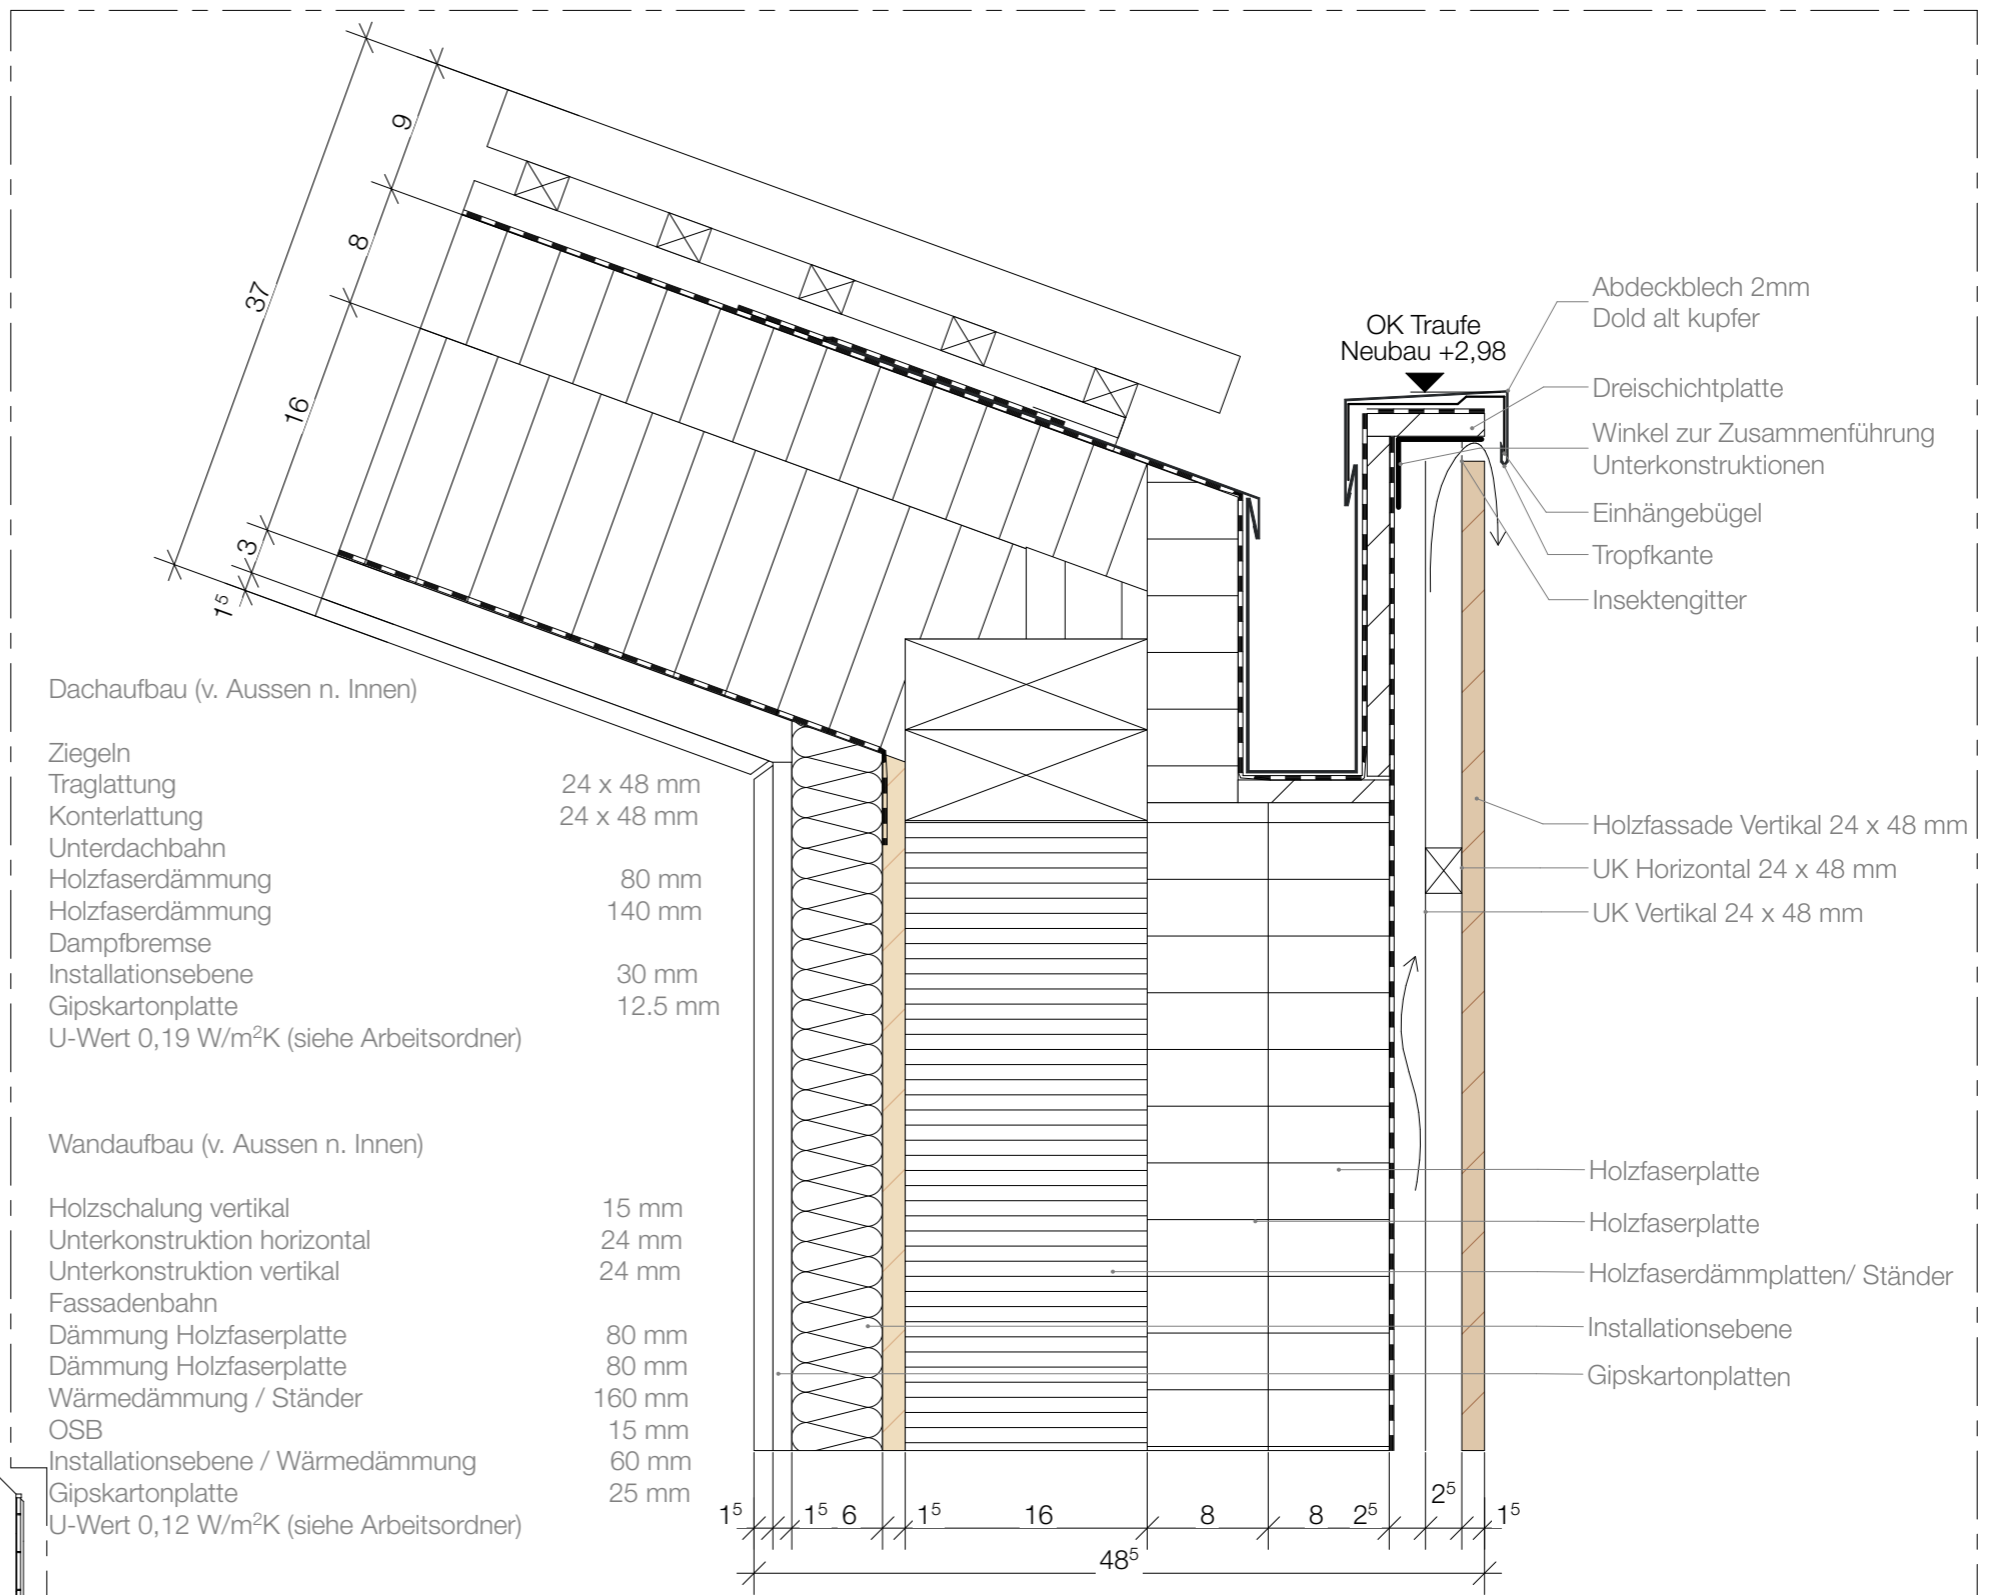 9
8
37
16
3
1⁵
OK Traufe
Neubau +2,98
Abdeckblech 2mm
Dold alt kupfer
Dreischichtplatte
Winkel zur Zusammenführung
Unterkonstruktionen
Einhängebügel
Tropfkante
Insektengitter
Holzfassade Vertikal 24 x 48 mm
UK Horizontal 24 x 48 mm
UK Vertikal 24 x 48 mm
Holzfaserplatte
Holzfaserplatte
Holzfaserdämmplatten/ Ständer
Installationsebene
Gipskartonplatten
Dachaufbau (v. Aussen n. Innen)
Ziegeln
Traglattung 24 x 48 mm
Konterlattung 24 x 48 mm
Unterdachbahn
Holzfaserdämmung 80 mm
Holzfaserdämmung 140 mm
Dampfbremse
Installationsebene 30 mm
Gipskartonplatte 12.5 mm
U-Wert 0,19 W/m²K (siehe Arbeitsordner)
Wandaufbau (v. Aussen n. Innen)
Holzschalung vertikal 15 mm
Unterkonstruktion horizontal 24 mm
Unterkonstruktion vertikal 24 mm
Fassadenbahn
Dämmung Holzfaserplatte 80 mm
Dämmung Holzfaserplatte 80 mm
Wärmedämmung / Ständer 160 mm
OSB 15 mm
Installationsebene / Wärmedämmung 60 mm
Gipskartonplatte 25 mm
U-Wert 0,12 W/m²K (siehe Arbeitsordner)
1⁵ 1⁵ 6 1⁵ 16 8 8 2⁵ 2⁵ 1⁵
48⁵